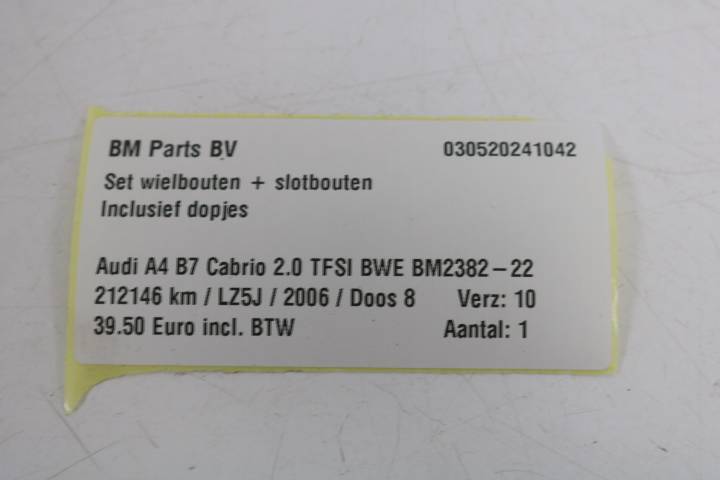 BM Parts BV 030520241042
Set wielbouten + slotbouten
Inclusief dopjes
Audi A4 B7 Cabrio 2.0 TFSI BWE BM2382-22
212146 km / LZ5J / 2006 / Doos 8 Verz: 10
39.50 Euro incl. BTW Aantal: 1